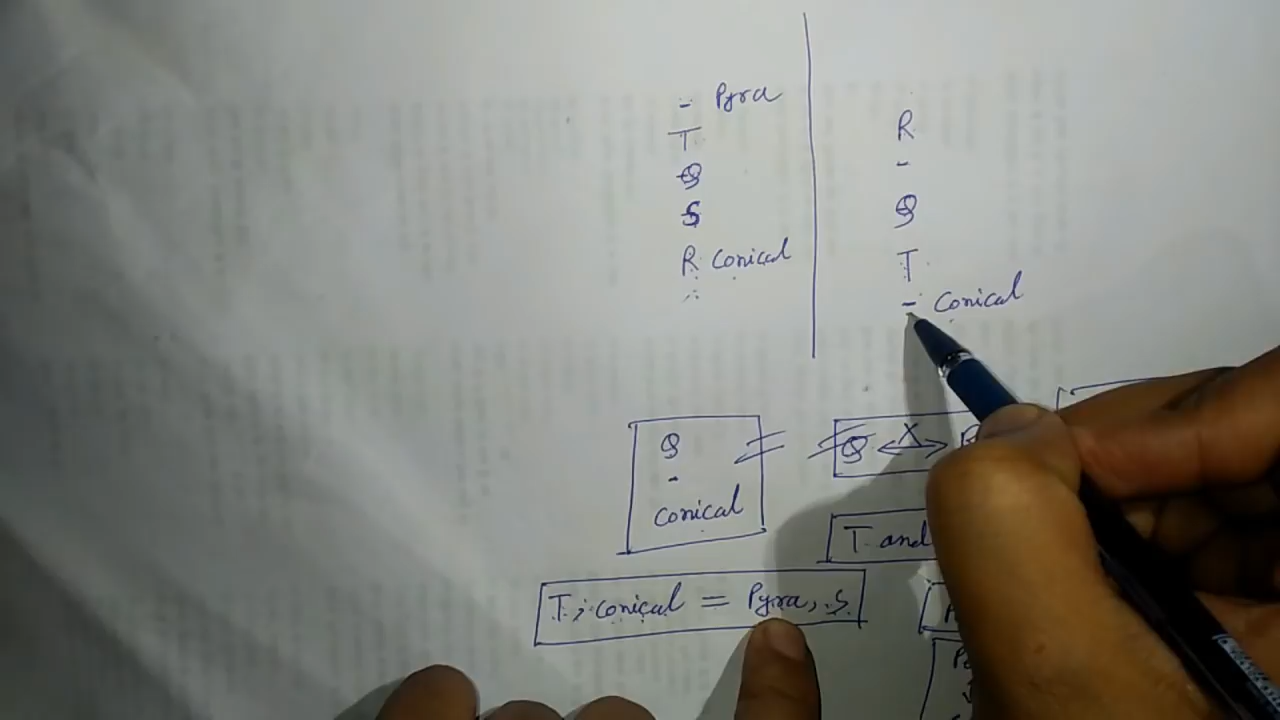 - Pyra
T
Q
S
R Conical
R
-
Q
T
- Conical
Q
-
Conical
Q ↔ X
T and
T ; Conical = Pyra, S